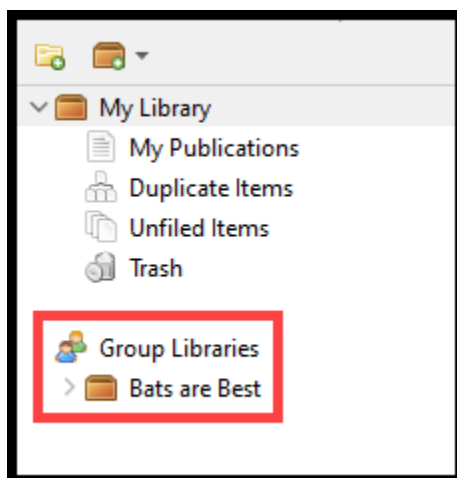 My Library
My Publications
Duplicate Items
Unfiled Items
Trash
Group Libraries
Bats are Best